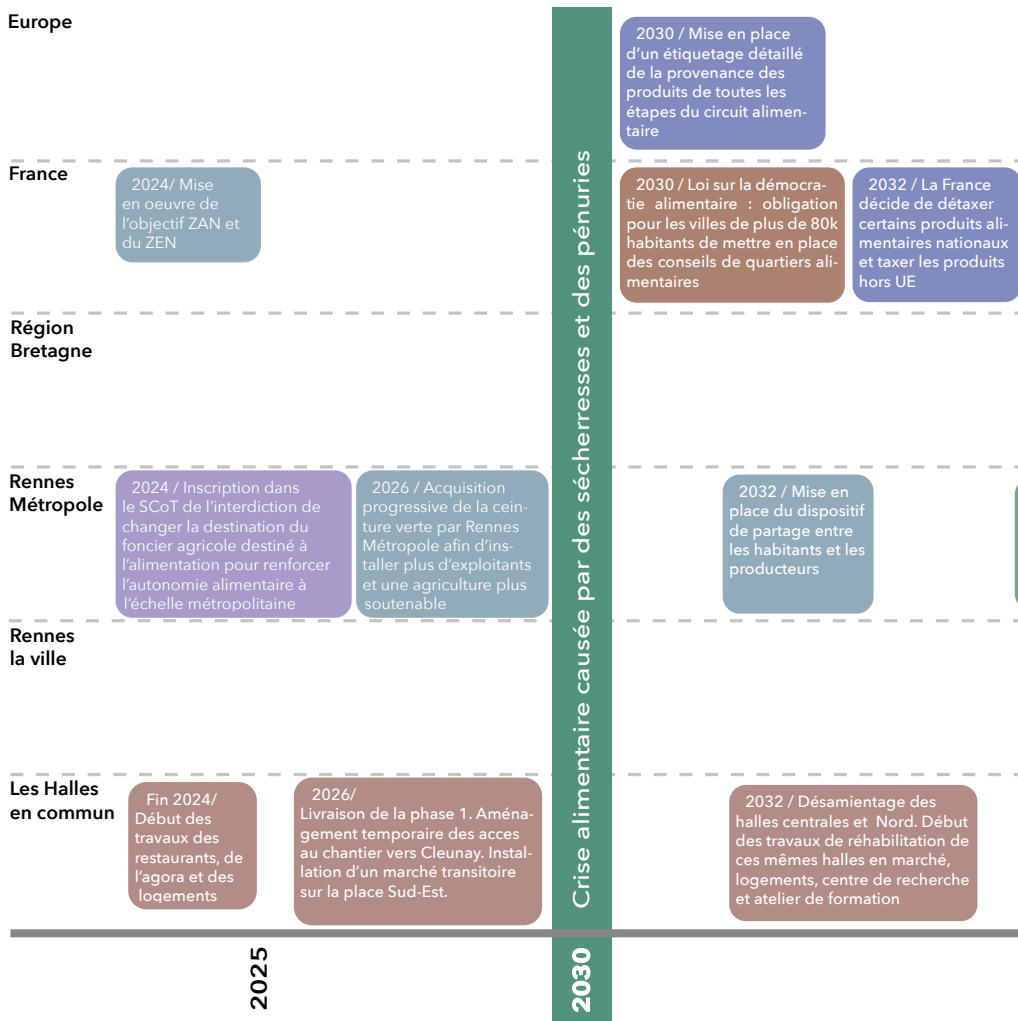 Europe
2030 / Mise en place
d'un étiquetage détaillé
de la provenance des
produits de toutes les
étapes du circuit alimen-
taire
France
2024/ Mise
en oeuvre de
l'objectif ZAN et
du ZEN
2030 / Loi sur la démocra-
tie alimentaire : obligation
pour les villes de plus de 80k
habitants de mettre en place
des conseils de quartiers ali-
mentaires
2032 / La France
décide de détaxer
certains produits ali-
mentaires nationaux
et taxer les produits
hors UE
Région
Bretagne
Rennes
Métropole
2024 / Inscription dans
le SCoT de l'interdiction de
changer la destination du
foncier agricole destiné à
l'alimentation pour renforcer
l'autonomie alimentaire à
l'échelle métropolitaine
2026 / Acquisition
progressive de la cein-
ture verte par Rennes
Métropole afin d'ins-
taller plus d'exploitants
et une agriculture plus
soutenable
2032 / Mise en
place du dispositif
de partage entre
les habitants et les
producteurs
Rennes
la ville
Les Halles
en commun
Fin 2024/
Début des
travaux des
restaurants, de
l'agora et des
logements
2026/
Livraison de la phase 1. Aména-
gement temporaire des acces
au chantier vers Cleunay. Instal-
lation d'un marché transitoire
sur la place Sud-Est.
2032 / Désamientage des
halles centrales et Nord. Début
des travaux de réhabilitation de
ces mêmes halles en marché,
logements, centre de recherche
et atelier de formation
Crise alimentaire causée par des sécherresses et des pénuries
2025
2030